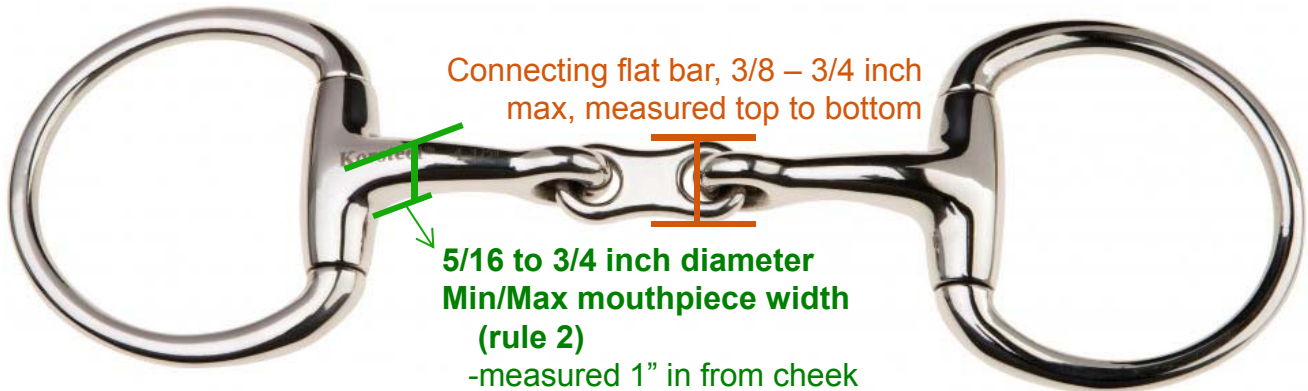 Connecting flat bar, 3/8 – 3/4 inch
max, measured top to bottom
Korsteel
5/16 to 3/4 inch diameter
Min/Max mouthpiece width
(rule 2)
-measured 1” in from cheek